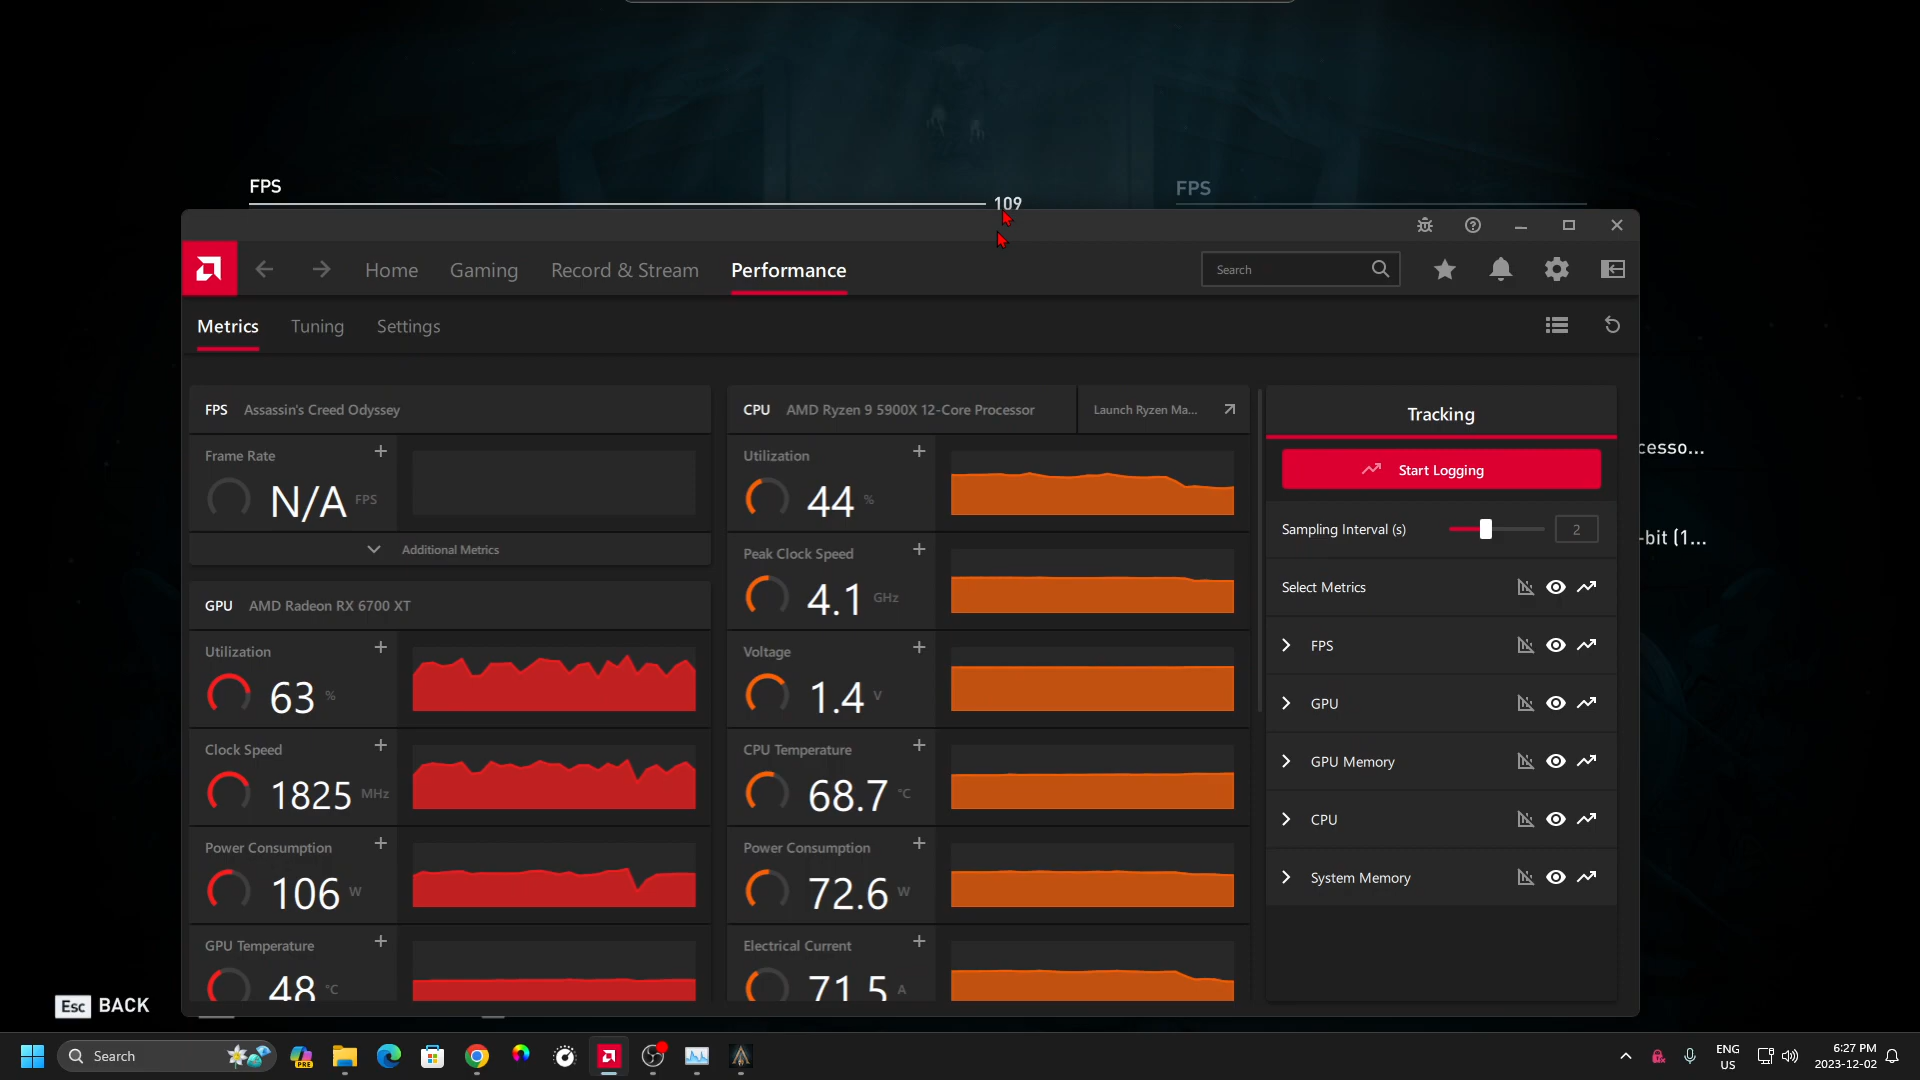 FPS
109
FPS
Home
Gaming
Record & Stream
Performance
Search
Metrics
Tuning
Settings
FPS Assassin's Creed Odyssey
Frame Rate
N/A FPS
Additional Metrics
GPU AMD Radeon RX 6700 XT
Utilization
63 %
Clock Speed
1825 MHz
Power Consumption
106 W
GPU Temperature
48 °C
CPU AMD Ryzen 9 5900X 12-Core Processor
Launch Ryzen Ma...
Utilization
44 %
Peak Clock Speed
4.1 GHz
Voltage
1.4 V
CPU Temperature
68.7 °C
Power Consumption
72.6 W
Electrical Current
71.5 A
Tracking
Start Logging
Sampling Interval (s) 2
Select Metrics
FPS
GPU
GPU Memory
CPU
System Memory
cesso...
-bit (1...
Esc BACK
Search
PRE
ENG
US
6:27 PM
2023-12-02